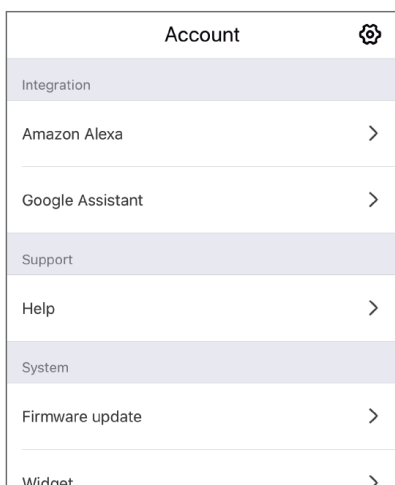 Account
Integration
Amazon Alexa
Google Assistant
Support
Help
System
Firmware update
Widget